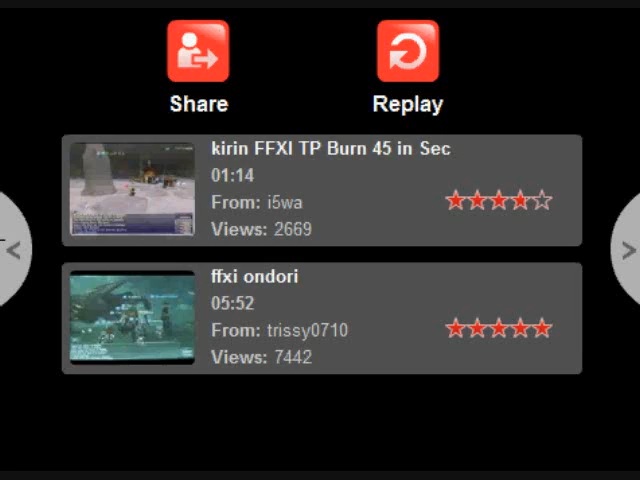 Share
Replay
kirin FFXI TP Burn 45 in Sec
01:14
From: i5wa
Views: 2669
ffxi ondori
05:52
From: trissy0710
Views: 7442
<
>